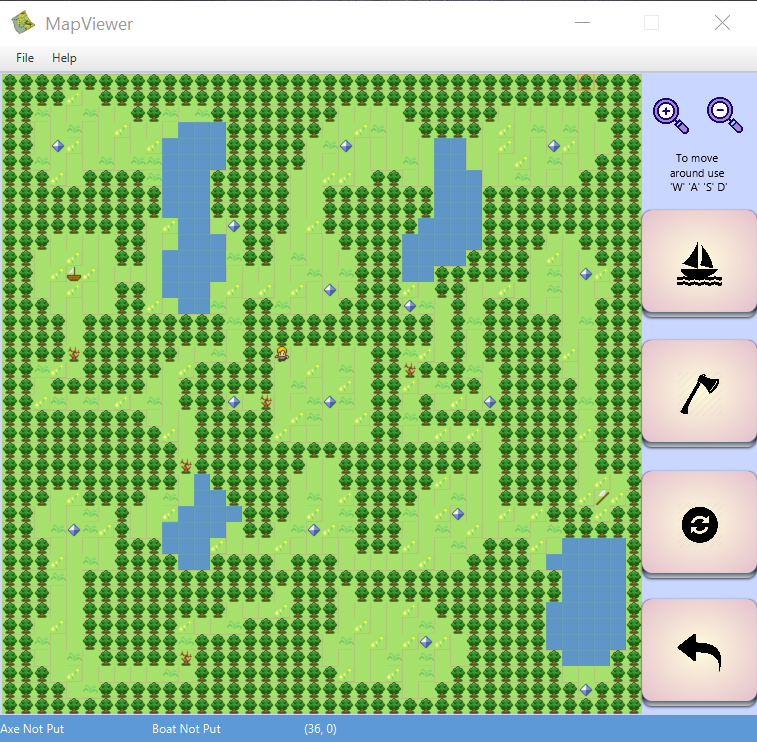 MapViewer
File Help
To move
around use
'W' 'A' 'S' D'
Axe Not Put Boat Not Put (36, 0)